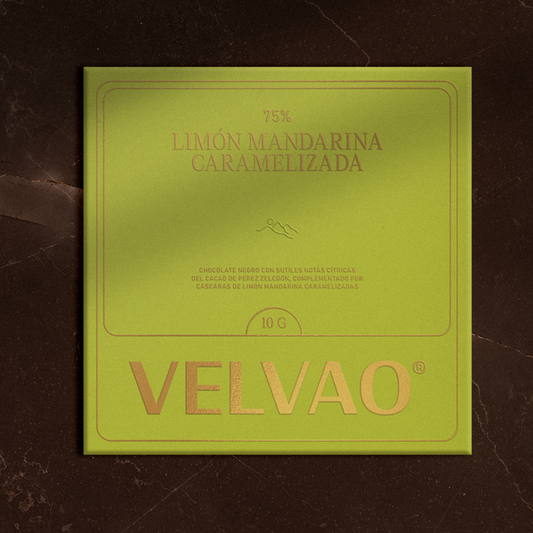 75%
LIMÓN MANDARINA
CARAMELIZADA
CHOCOLATE NEGRO CON SUTILES NOTAS CÍTRICAS
DEL CACAO DE PÉREZ ZELEDÓN, COMPLEMENTADO POR
CÁSCARAS DE LIMÓN MANDARINA CARAMELIZADAS
10 G
VELVAO®